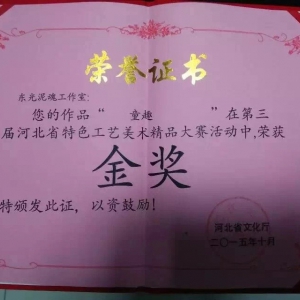 荣誉证书
东光泥魂工作室:
您的作品“ 童趣 ”在第三
届河北省特色工艺美术精品大赛活动中,荣获
金奖
特颁发此证,以资鼓励!
河北省文化厅
二〇一五年十月